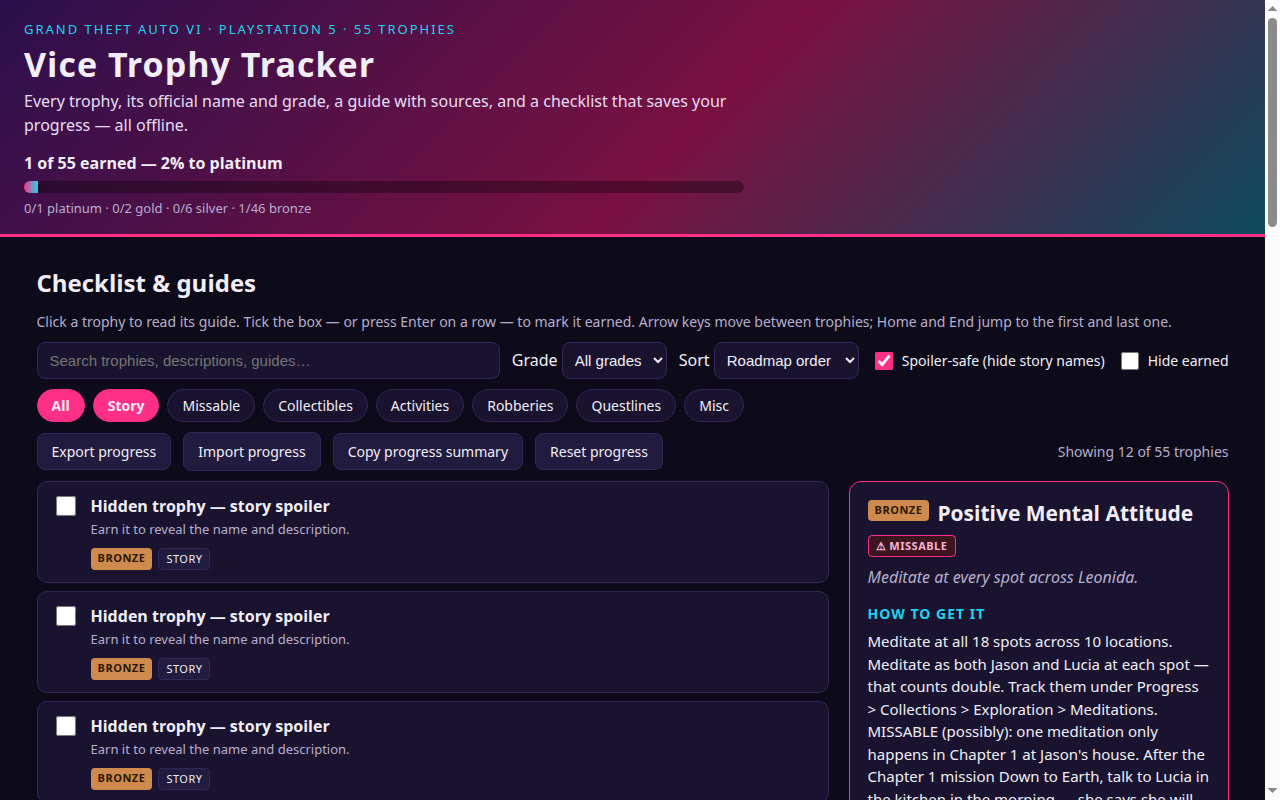 GRAND THEFT AUTO VI · PLAYSTATION 5 · 55 TROPHIES
Vice Trophy Tracker
Every trophy, its official name and grade, a guide with sources, and a checklist that saves your
progress — all offline.
1 of 55 earned — 2% to platinum
0/1 platinum · 0/2 gold · 0/6 silver · 1/46 bronze
Checklist & guides
Click a trophy to read its guide. Tick the box — or press Enter on a row — to mark it earned. Arrow keys move between trophies; Home and End jump to the first and last one.
Search trophies, descriptions, guides…
Grade All grades Sort Roadmap order Spoiler-safe (hide story names) Hide earned
All Story Missable Collectibles Activities Robberies Questlines Misc
Export progress Import progress Copy progress summary Reset progress Showing 12 of 55 trophies
Hidden trophy — story spoiler
Earn it to reveal the name and description.
BRONZE STORY
Hidden trophy — story spoiler
Earn it to reveal the name and description.
BRONZE STORY
Hidden trophy — story spoiler
Earn it to reveal the name and description.
BRONZE STORY
BRONZE Positive Mental Attitude
⚠ MISSABLE
Meditate at every spot across Leonida.
HOW TO GET IT
Meditate at all 18 spots across 10 locations.
Meditate as both Jason and Lucia at each spot —
that counts double. Track them under Progress
> Collections > Exploration > Meditations.
MISSABLE (possibly): one meditation only
happens in Chapter 1 at Jason's house. After the
Chapter 1 mission Down to Earth, talk to Lucia in
the kitchen in the morning — she says she will